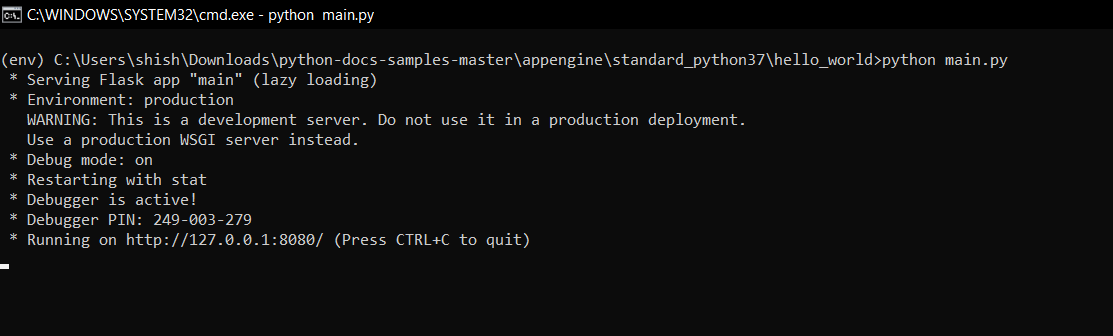 C:\WINDOWS\SYSTEM32\cmd.exe - python  main.py
(env) C:\Users\shish\Downloads\python-docs-samples-master\appengine\standard_python37\hello_world>python main.py
 * Serving Flask app "main" (lazy loading)
 * Environment: production
   WARNING: This is a development server. Do not use it in a production deployment.
   Use a production WSGI server instead.
 * Debug mode: on
 * Restarting with stat
 * Debugger is active!
 * Debugger PIN: 249-003-279
 * Running on http://127.0.0.1:8080/ (Press CTRL+C to quit)